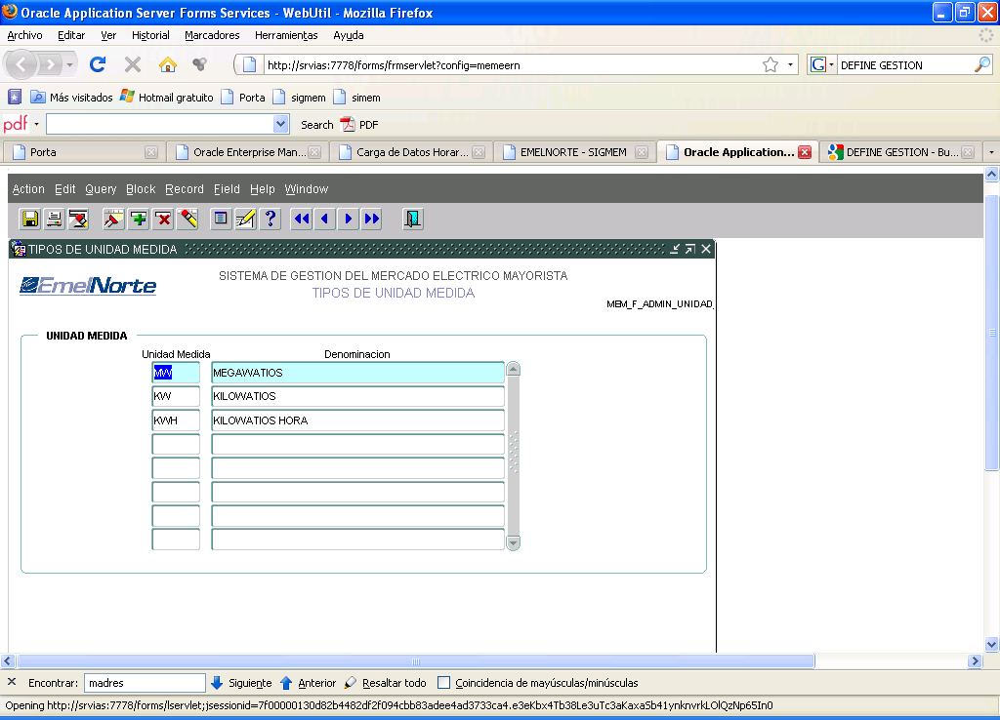 Oracle Application Server Forms Services - WebUtil - Mozilla Firefox
Archivo Editar Ver Historial Marcadores Herramientas Ayuda
http://srvias:7778/forms/frmservlet?config=memeern
G DEFINE GESTION
Más visitados Hotmail gratuito Porta sigmem simem
pdf Search PDF
Porta Oracle Enterprise Man... Carga de Datos Horar... EMELNORTE - SIGMEM Oracle Application... DEFINE GESTION - Bu...
Action Edit Query Block Record Field Help Window
TIPOS DE UNIDAD MEDIDA
EmelNorte
SISTEMA DE GESTION DEL MERCADO ELECTRICO MAYORISTA
TIPOS DE UNIDAD MEDIDA
MEM_F_ADMIN_UNIDAD_
UNIDAD MEDIDA
Unidad Medida Denominacion
MW MEGAWATIOS
KW KILOWATIOS
KWH KILOWATIOS HORA
Encontrar: madres Siguiente Anterior Resaltar todo Coincidencia de mayúsculas/minúsculas
Opening http://srvias:7778/forms/lservlet;jsessionid=7f00000130d82b4482df2f094cbb83adee4ad3733ca4.e3eKbx4Tb38Le3uTc3aKaxaSb41ynknvrkLOlQzNp65In0